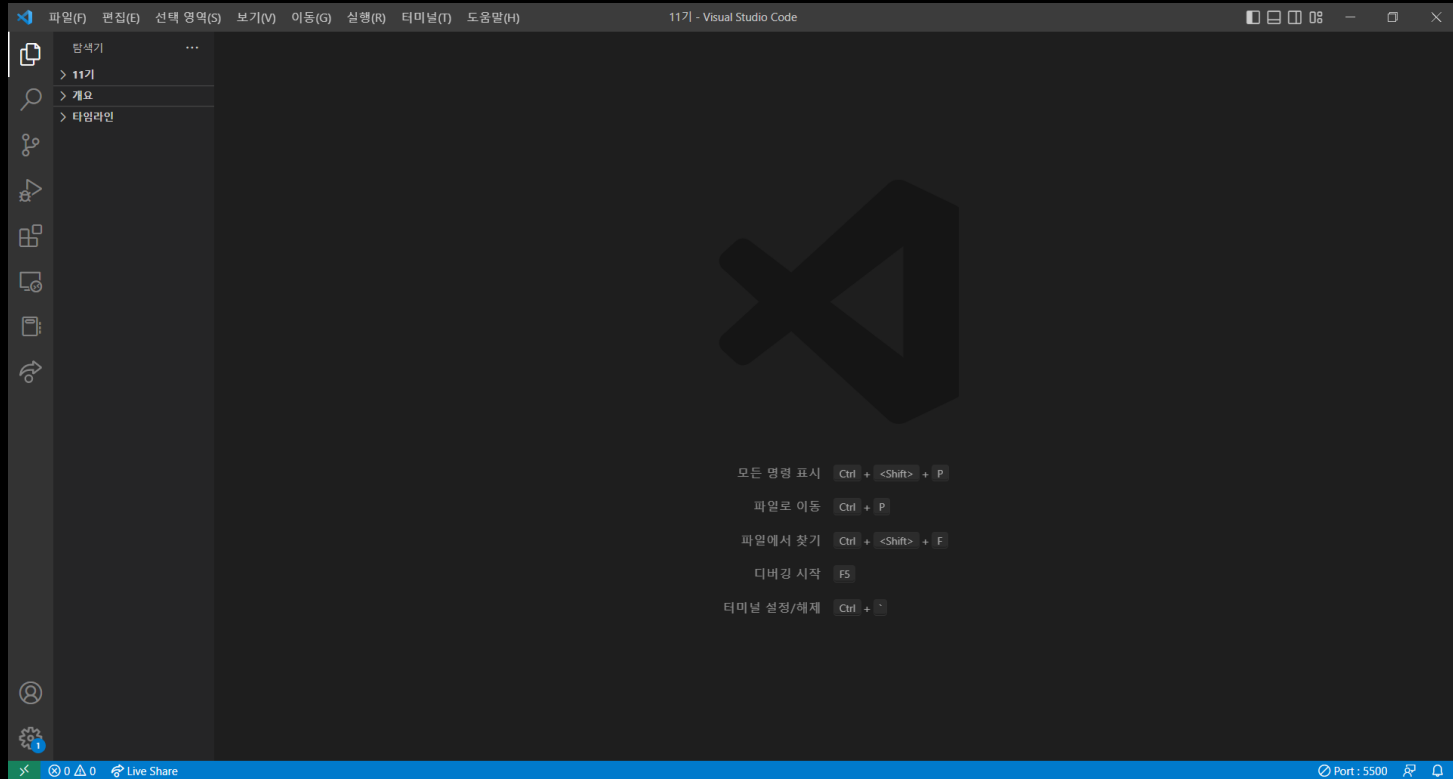 파일(F) 편집(E) 선택 영역(S) 보기(V) 이동(G) 실행(R) 터미널(T) 도움말(H) 11기 - Visual Studio Code
탐색기
11기
개요
타임라인
모든 명령 표시 Ctrl + <Shift> + P
파일로 이동 Ctrl + P
파일에서 찾기 Ctrl + <Shift> + F
디버깅 시작 F5
터미널 설정/해제 Ctrl + `
1
0 0 Live Share Port : 5500